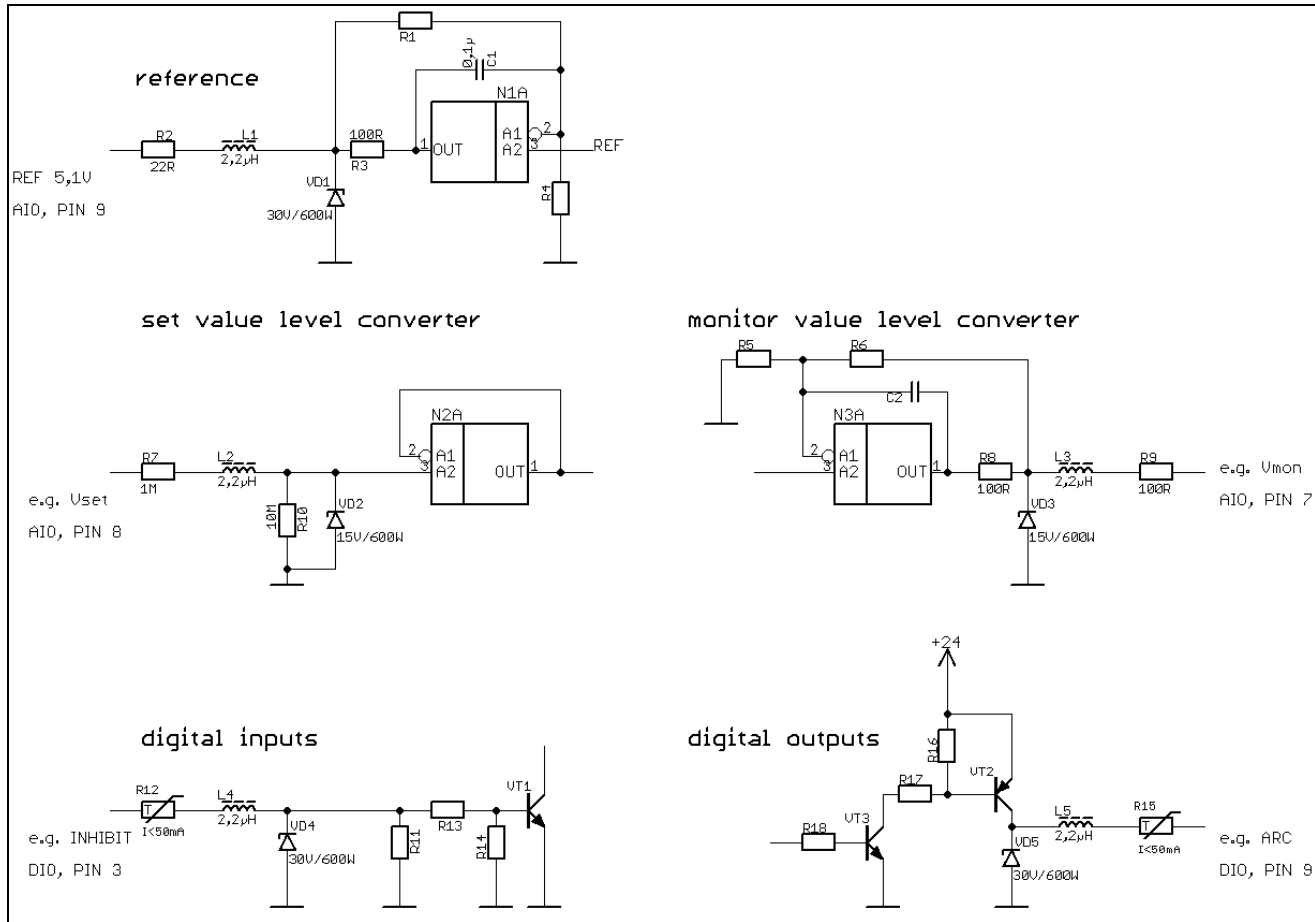 reference
R1
0,1µ
C1
N1A
R2
22R
L1
2,2µH
100R
R3
1
OUT
A1
A2
2
3
REF
REF 5,1V
AIO, PIN 9
VD1
30V/600W
R4
set value level converter
monitor value level converter
R7
1M
L2
2,2µH
10M
R10
VD2
15V/600W
N2A
2
3
A1
A2
OUT
1
e.g. Vset
AIO, PIN 8
R5
R6
C2
N3A
2
3
A1
A2
OUT
1
R8
100R
L3
2,2µH
R9
100R
VD3
15V/600W
e.g. Vmon
AIO, PIN 7
digital inputs
digital outputs
R12
T
I<50mA
L4
2,2µH
VD4
30V/600W
R11
R13
R14
VT1
e.g. INHIBIT
DIO, PIN 3
+24
R16
R17
VT2
R18
VT3
L5
2,2µH
VD5
30V/600W
R15
T
I<50mA
e.g. ARC
DIO, PIN 9